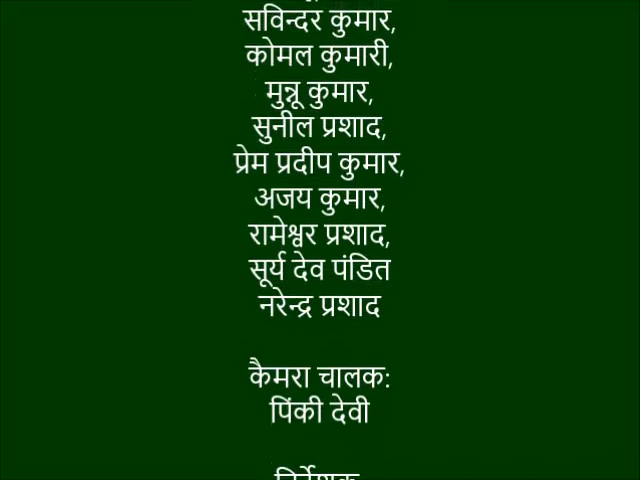 सविन्दर कुमार,
कोमल कुमारी,
मुन्नू कुमार,
सुनील प्रशाद,
प्रेम प्रदीप कुमार,
अजय कुमार,
रामेश्वर प्रशाद,
सूर्य देव पंडित
नरेन्द्र प्रशाद
कैमरा चालक:
पिंकी देवी